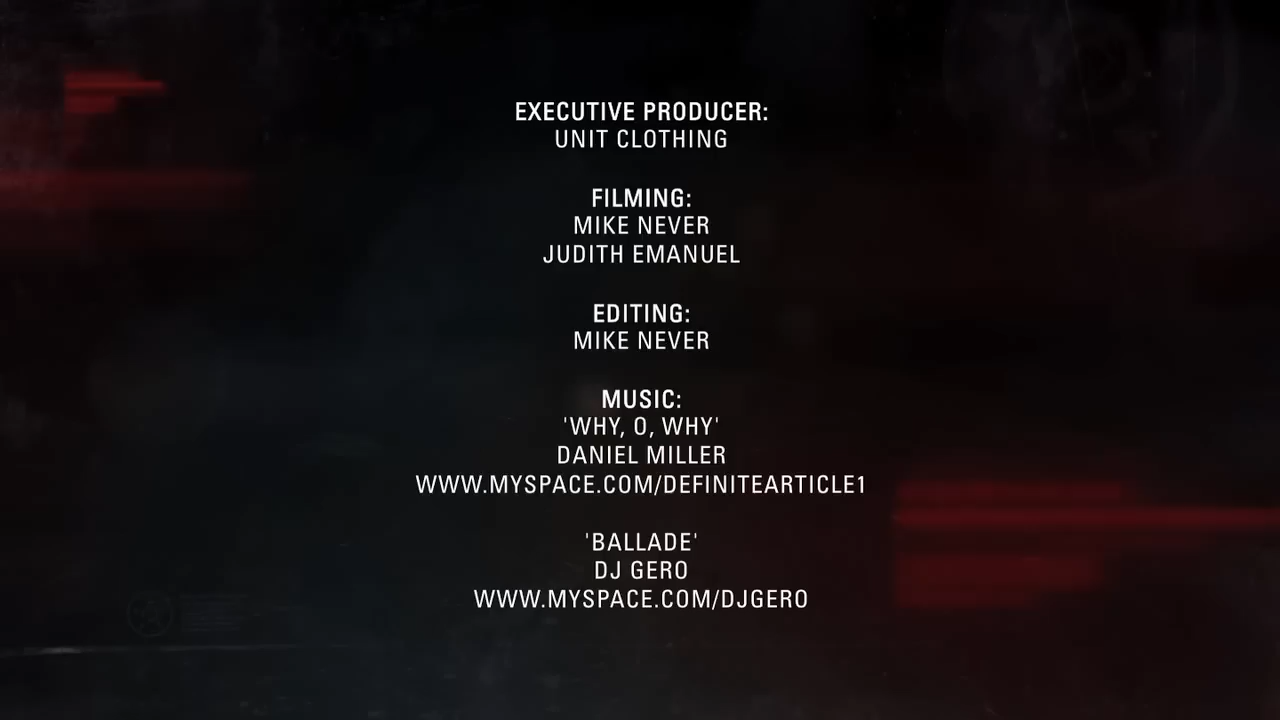 EXECUTIVE PRODUCER:
UNIT CLOTHING
FILMING:
MIKE NEVER
JUDITH EMANUEL
EDITING:
MIKE NEVER
MUSIC:
'WHY, O, WHY'
DANIEL MILLER
WWW.MYSPACE.COM/DEFINITEARTICLE1
'BALLADE'
DJ GERO
WWW.MYSPACE.COM/DJGERO